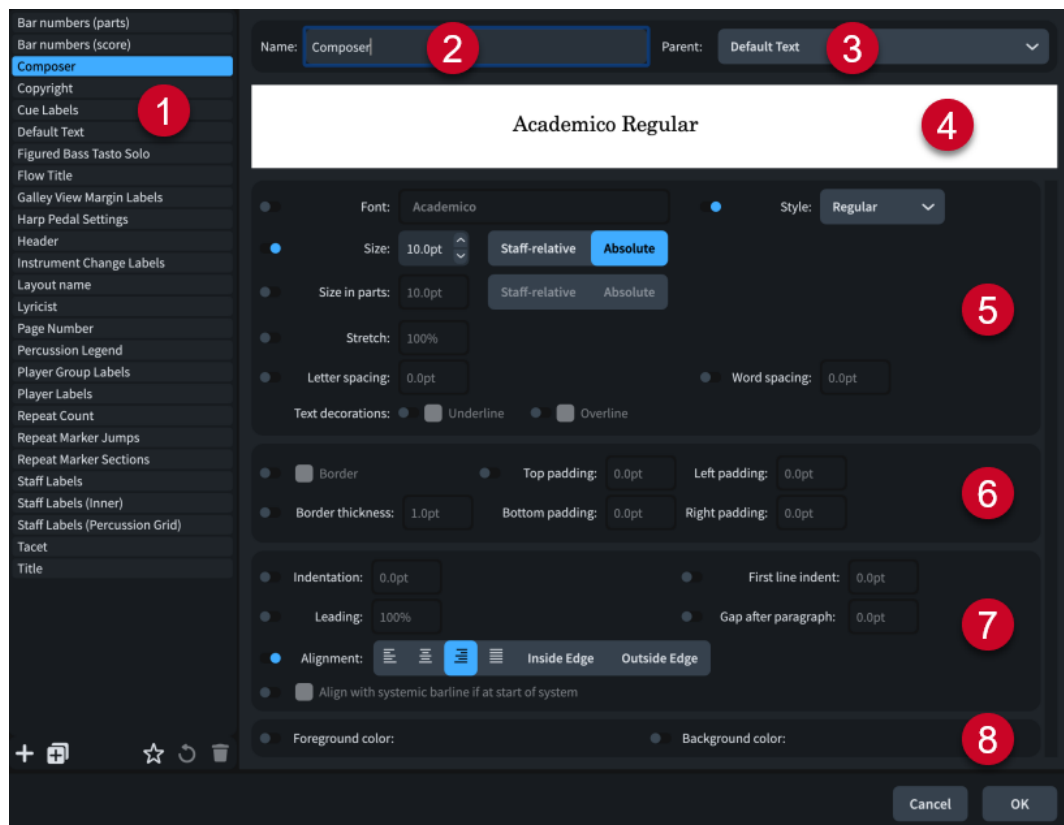 Bar numbers (parts)
Bar numbers (score)
Composer
Copyright
Cue Labels
Default Text
Figured Bass Tasto Solo
Flow Title
Galley View Margin Labels
Harp Pedal Settings
Header
Instrument Change Labels
Layout name
Lyricist
Page Number
Percussion Legend
Player Group Labels
Player Labels
Repeat Count
Repeat Marker Jumps
Repeat Marker Sections
Staff Labels
Staff Labels (Inner)
Staff Labels (Percussion Grid)
Tacet
Title
1
Name: Composer 2 Parent: Default Text 3
Academico Regular 4
Font: Academico Style: Regular
Size: 10.0pt Staff-relative Absolute
Size in parts: 10.0pt Staff-relative Absolute
5
Stretch: 100%
Letter spacing: 0.0pt Word spacing: 0.0pt
Text decorations: Underline Overline
Border Top padding: 0.0pt Left padding: 0.0pt
6
Border thickness: 1.0pt Bottom padding: 0.0pt Right padding: 0.0pt
Indentation: 0.0pt First line indent: 0.0pt
Leading: 100% Gap after paragraph: 0.0pt
7
Alignment: Inside Edge Outside Edge
Align with systemic barline if at start of system
Foreground color: Background color: 8
Cancel OK